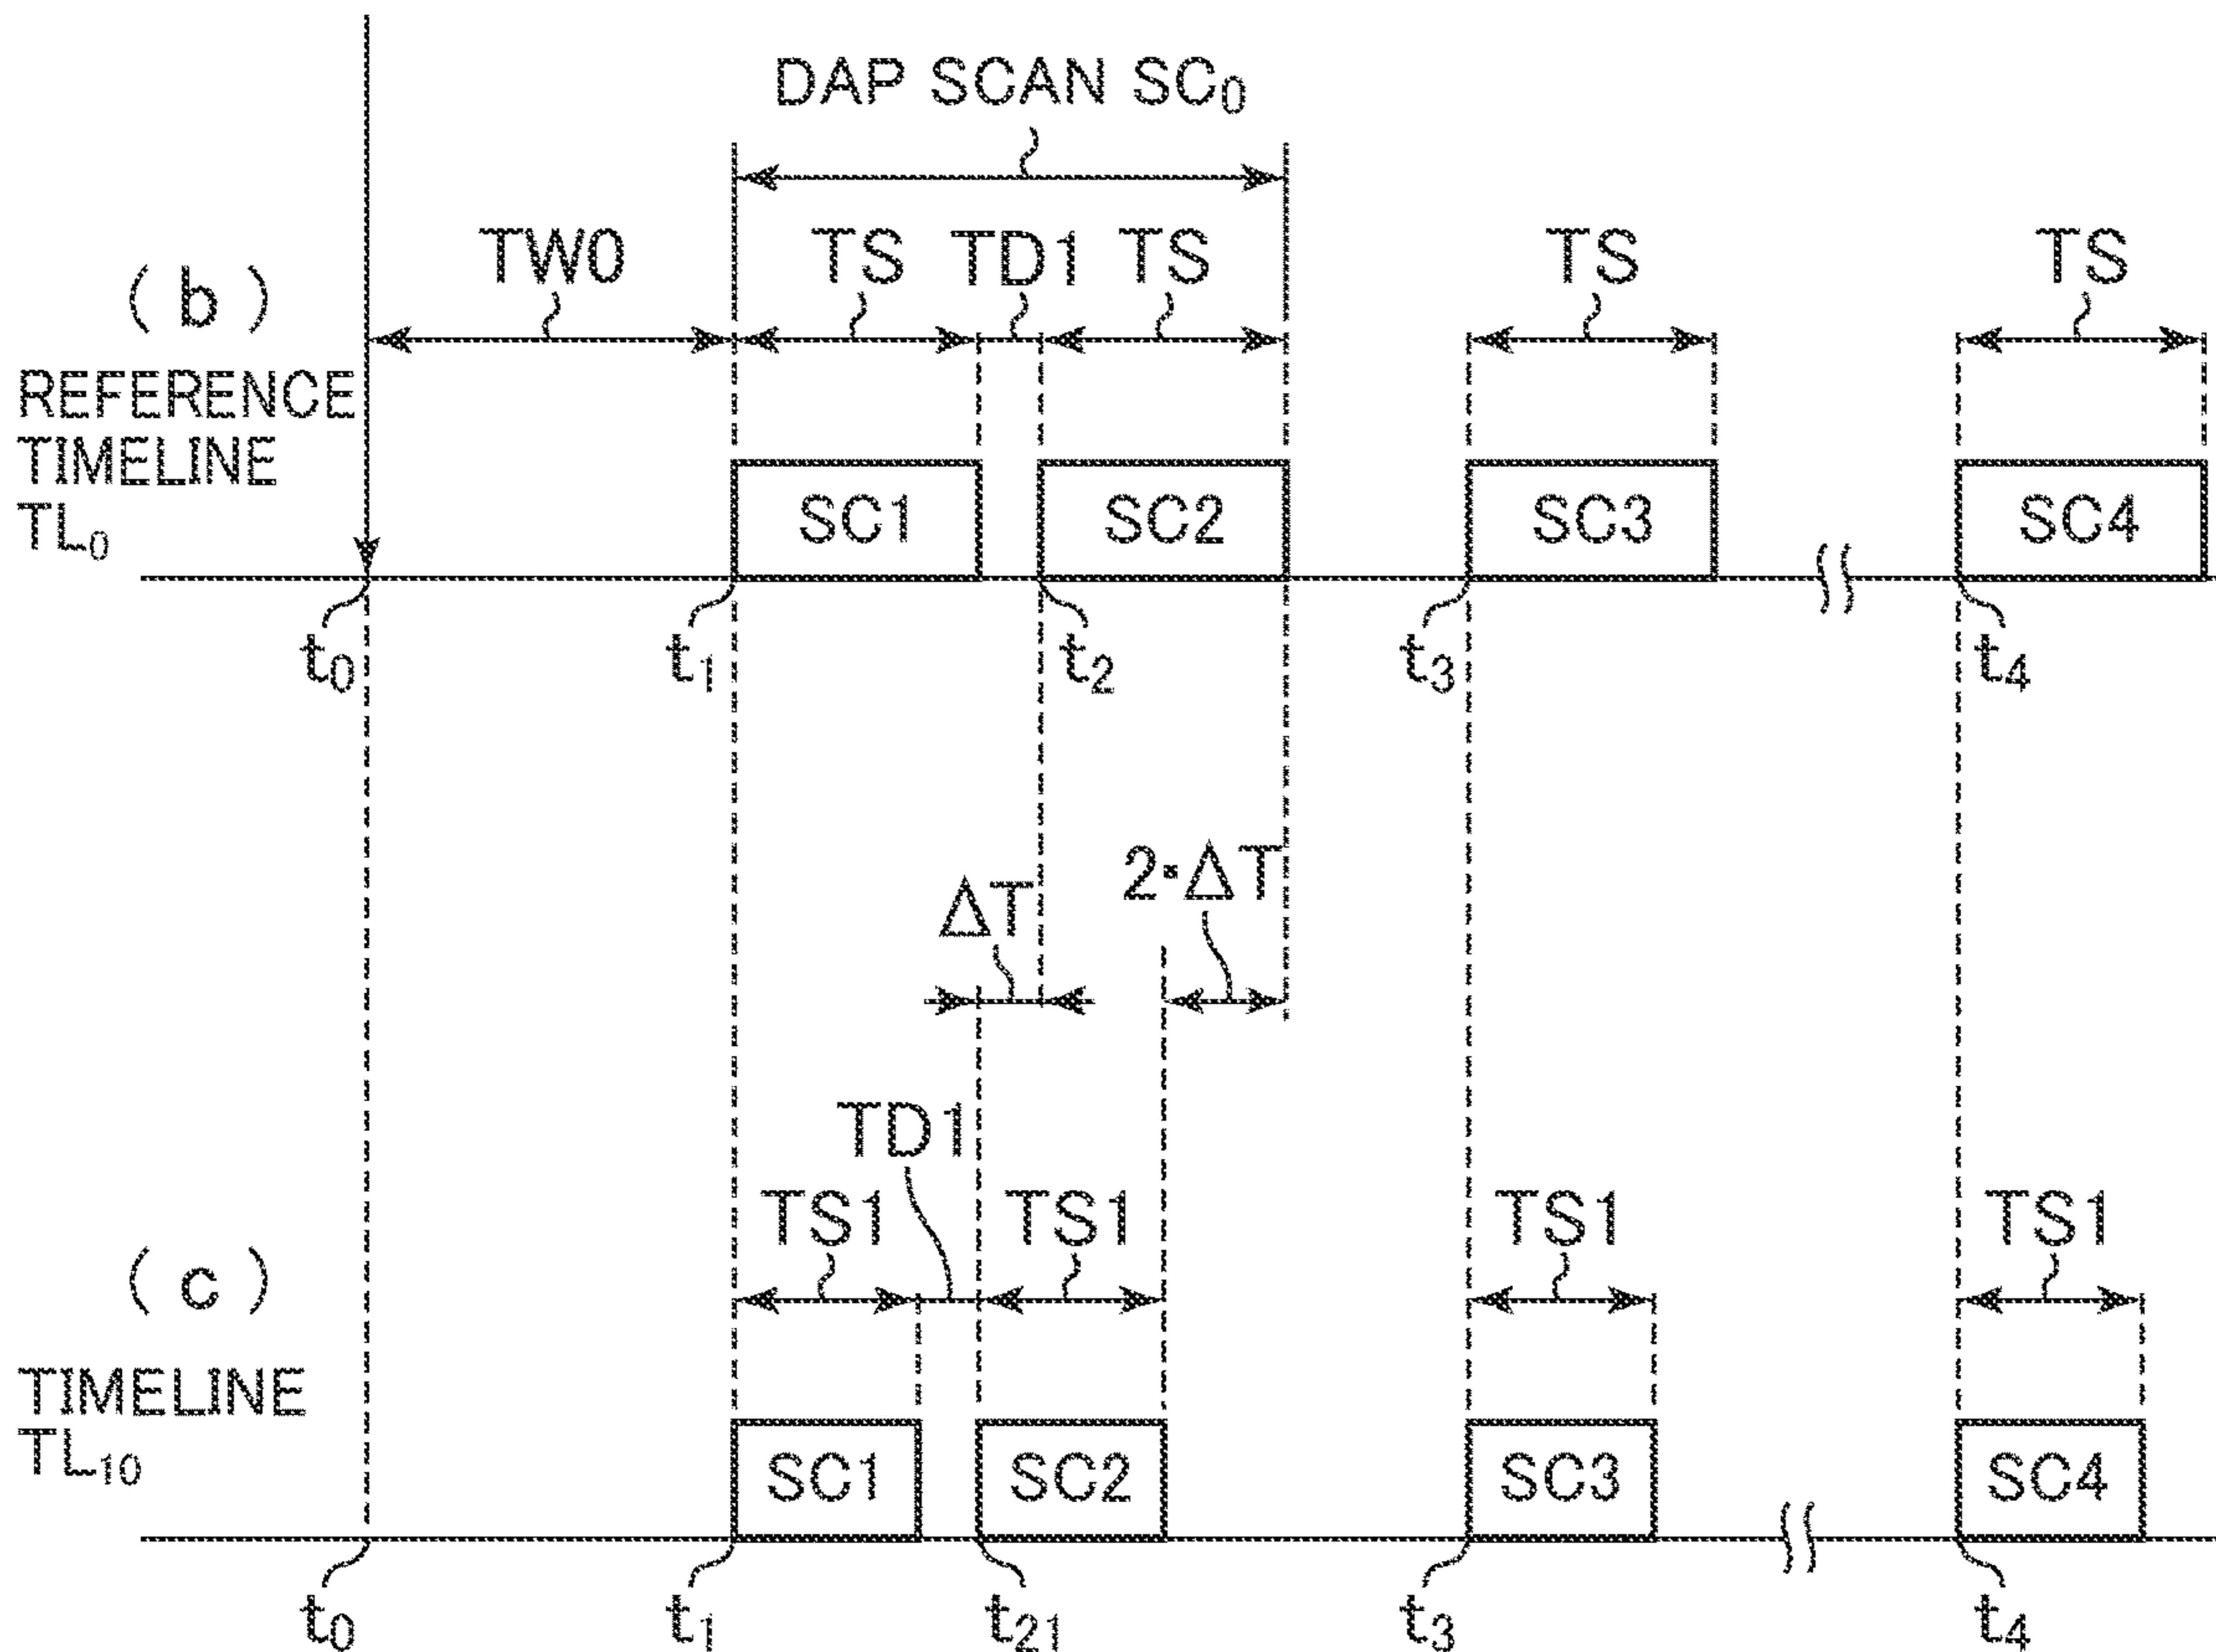 DAP SCAN SC₀
TW0 TS TD1 TS TS TS
( b )
REFERENCE
TIMELINE
TL₀
SC1 SC2 SC3 SC4
t₀ t₁ t₂ t₃ t₄
2·ΔT
ΔT
TD1
TS1 TS1 TS1 TS1
( c )
TIMELINE
TL₁₀
SC1 SC2 SC3 SC4
t₀ t₁ t₂₁ t₃ t₄